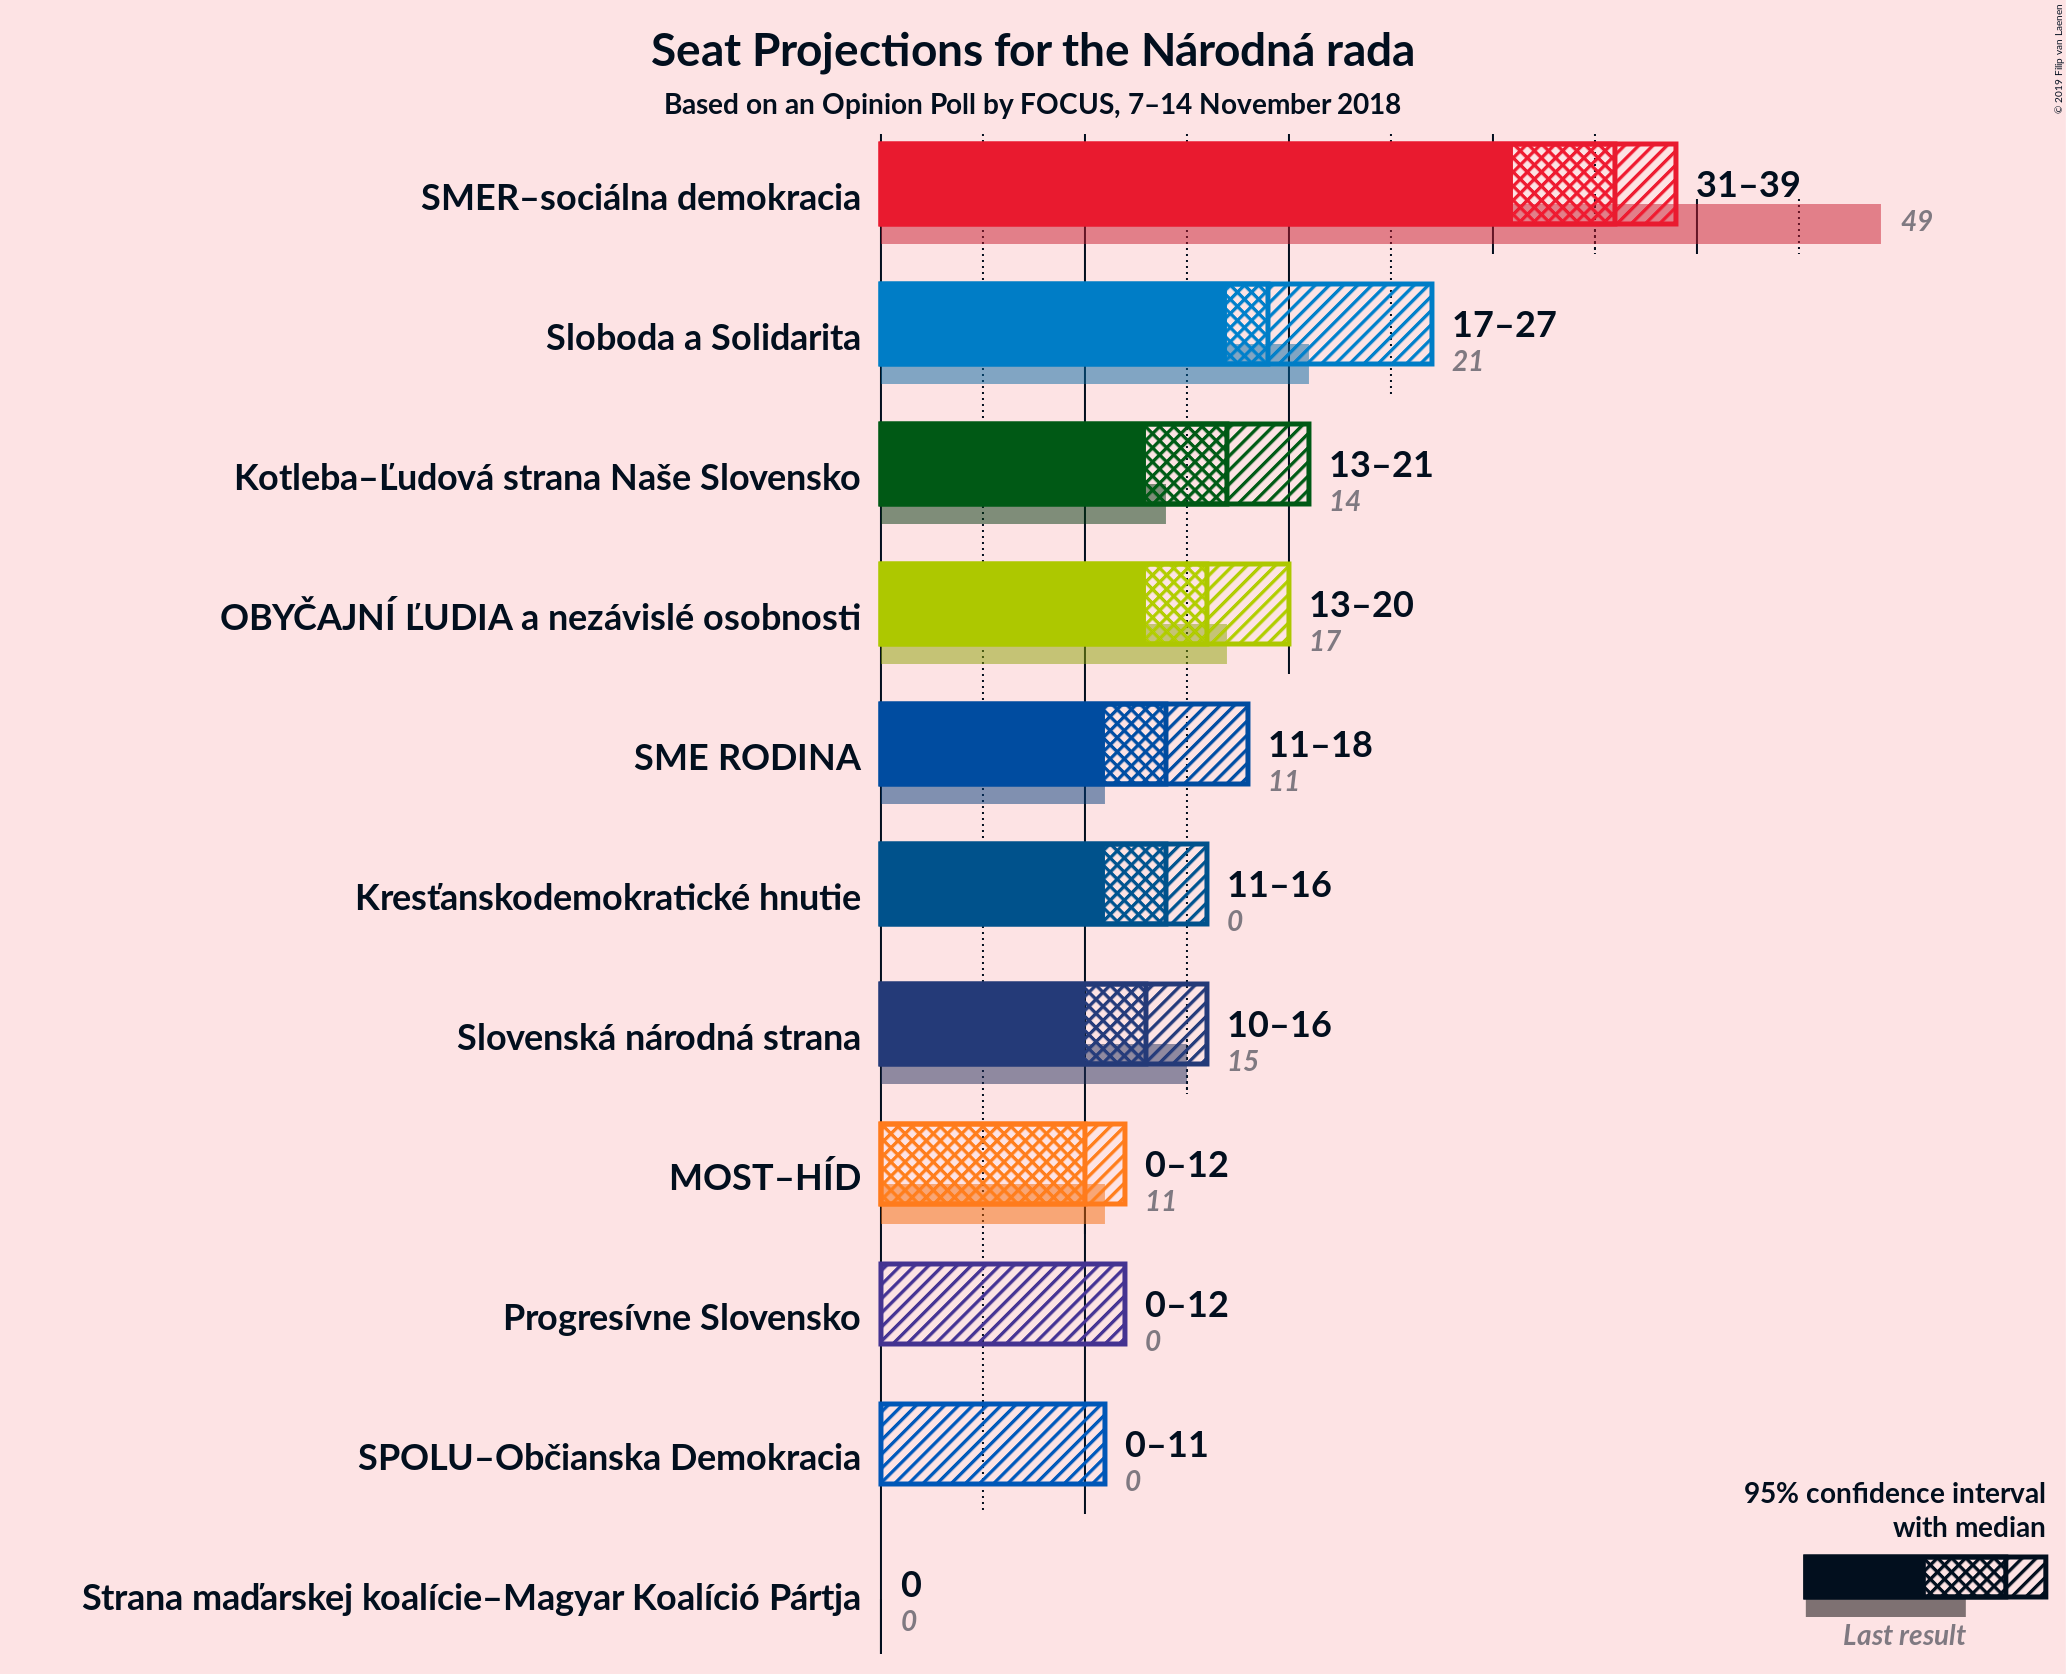 Seat Projections for the Národná rada
Based on an Opinion Poll by FOCUS, 7–14 November 2018
© 2019 Filip van Laenen
SMER–sociálna demokracia
31–39
49
Sloboda a Solidarita
17–27
21
Kotleba–Ľudová strana Naše Slovensko
13–21
14
OBYČAJNÍ ĽUDIA a nezávislé osobnosti
13–20
17
SME RODINA
11–18
11
Kresťanskodemokratické hnutie
11–16
0
Slovenská národná strana
10–16
15
MOST–HÍD
0–12
11
Progresívne Slovensko
0–12
0
SPOLU–Občianska Demokracia
0–11
0
Strana maďarskej koalície–Magyar Koalíció Pártja
0
0
95% confidence interval
with median
Last result